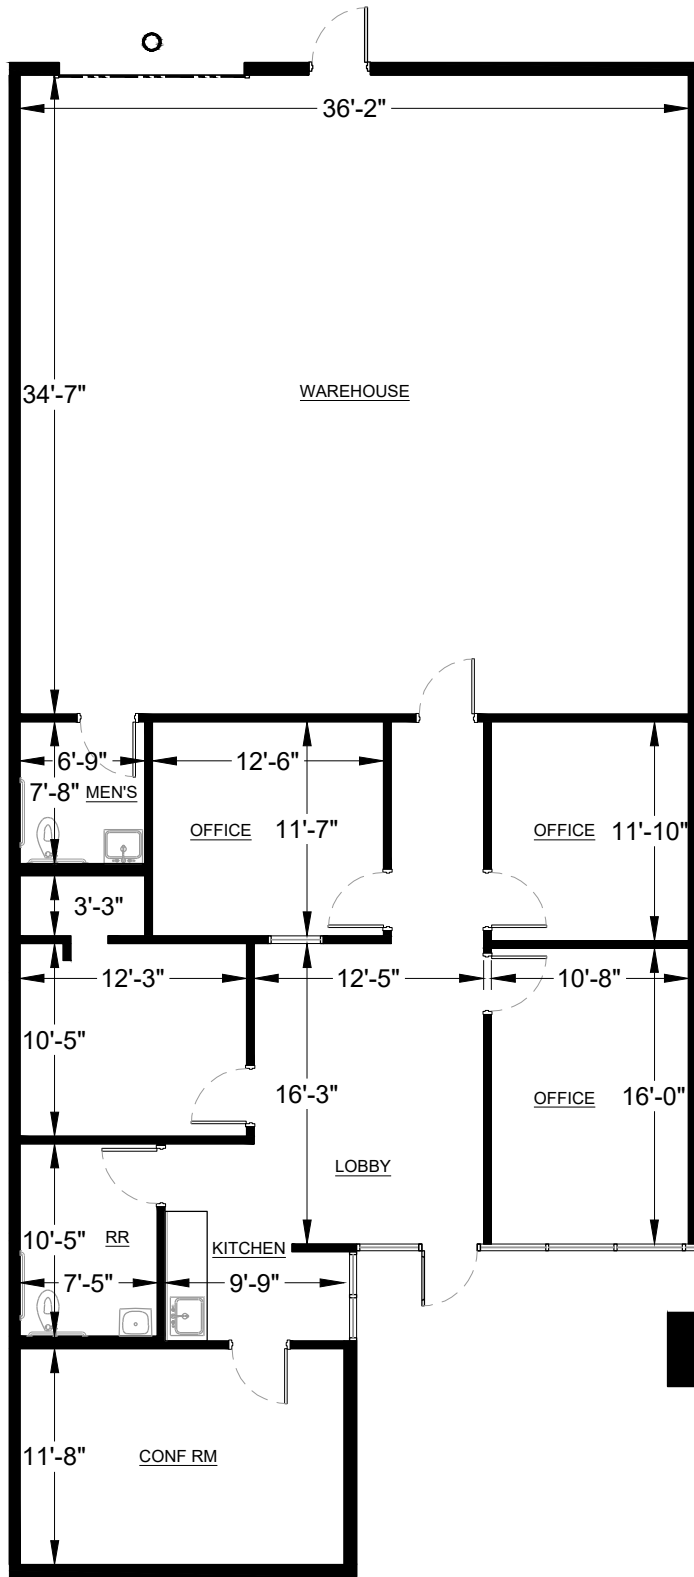 36'-2"
34'-7"
WAREHOUSE
6'-9"
12'-6"
7'-8"
MEN'S
OFFICE
11'-7"
OFFICE
11'-10"
3'-3"
12'-3"
12'-5"
10'-8"
10'-5"
16'-3"
OFFICE
16'-0"
LOBBY
10'-5"
RR
KITCHEN
7'-5"
9'-9"
11'-8"
CONF RM